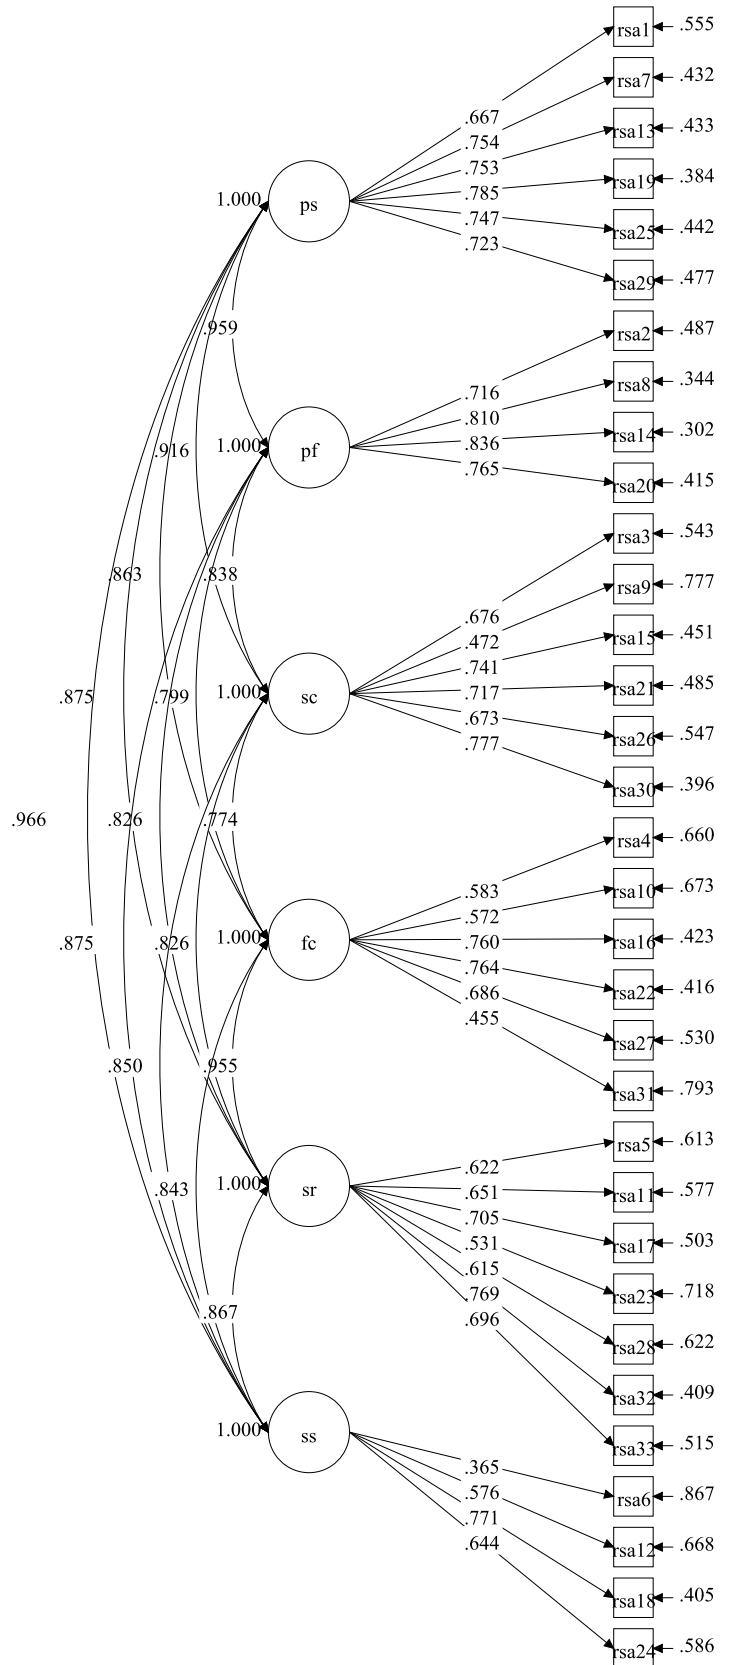 rsa1 .555
rsa7 .432
.667
.754
rsa13 .433
.753
rsa19 .384
.785
1.000 ps
.747
rsa25 .442
.723
rsa29 .477
.959
rsa2 .487
rsa8 .344
.716
.810
rsa14 .302
.836
1.000 pf
.916
.765
rsa20 .415
rsa3 .543
.863
.838
rsa9 .777
.676
rsa15 .451
.472
.741
rsa21 .485
1.000 sc
.875
.799
.717
.673
rsa26 .547
.777
rsa30 .396
.966
.826
.774
rsa4 .660
rsa10 .673
.583
.572
1.000 fc
rsa16 .423
.875
.826
.760
.764
rsa22 .416
.686
.455
rsa27 .530
.850
.955
rsa31 .793
rsa5 .613
.622
1.000 sr
.843
.651
rsa11 .577
.705
rsa17 .503
.531
.615
rsa23 .718
.769
.867
.696
rsa28 .622
rsa32 .409
1.000 ss
rsa33 .515
.365
.576
rsa6 .867
.771
.644
rsa12 .668
rsa18 .405
rsa24 .586